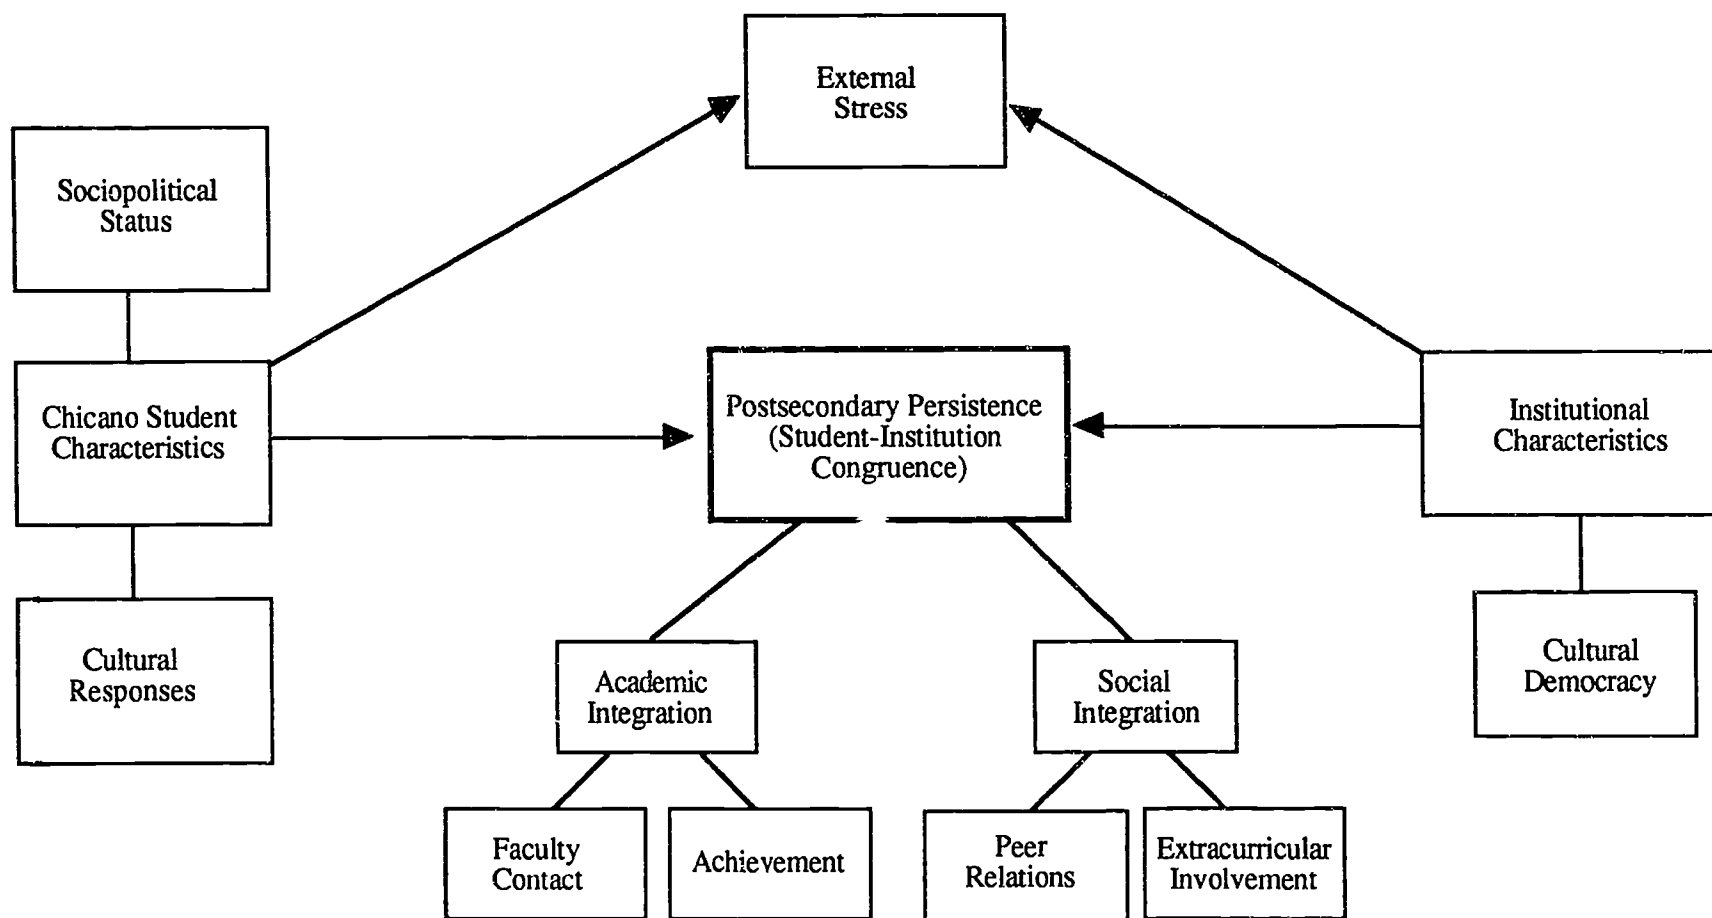 External
Stress
Sociopolitical
Status
Chicano Student
Characteristics
Postsecondary Persistence
(Student-Institution
Congruence)
Institutional
Characteristics
Cultural
Responses
Academic
Integration
Social
Integration
Cultural
Democracy
Faculty
Contact
Achievement
Peer
Relations
Extracurricular
Involvement